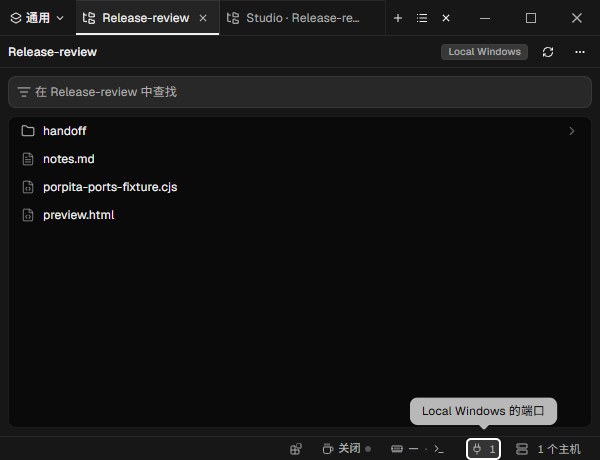 通用 Release-review Studio · Release-re...
Release-review Local Windows
在 Release-review 中查找
handoff
notes.md
porpita-ports-fixture.cjs
preview.html
Local Windows 的端口
关闭 — · 1 1 个主机